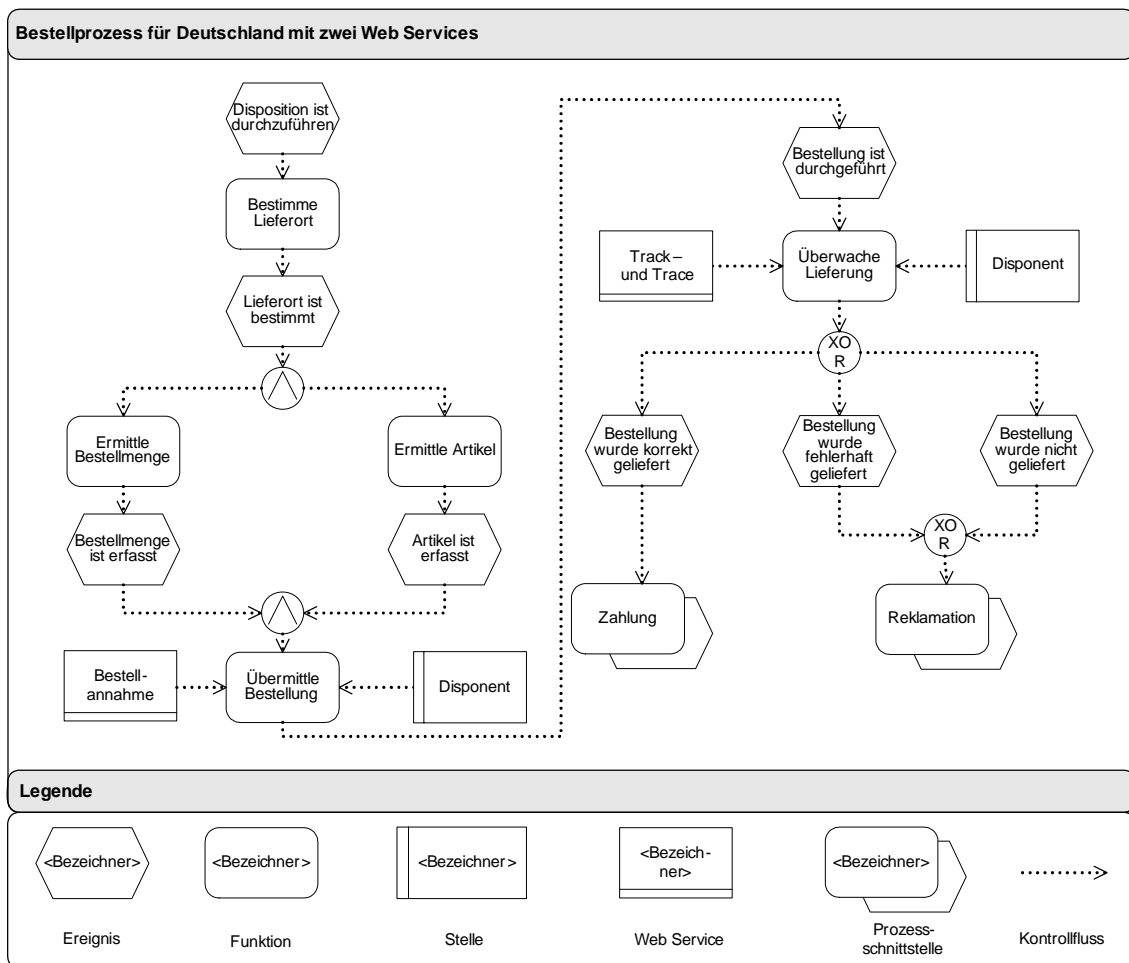 Bestellprozess für Deutschland mit zwei Web Services
Disposition ist
durchzuführen
Bestimme
Lieferort
Lieferort ist
bestimmt
Ermittle
Bestellmenge
Ermittle Artikel
Bestellmenge
ist erfasst
Artikel ist
erfasst
Bestell-
annahme
Übermittle
Bestellung
Disponent
Bestellung ist
durchgeführt
Track –
und Trace
Überwache
Lieferung
Disponent
XO
R
Bestellung
wurde korrekt
geliefert
Bestellung
wurde
fehlerhaft
geliefert
Bestellung
wurde nicht
geliefert
XO
R
Zahlung
Reklamation
Legende
<Bezeichner>
<Bezeichner>
<Bezeichner>
<Bezeich-
ner>
<Bezeichner>
Ereignis
Funktion
Stelle
Web Service
Prozess-
schnittstelle
Kontrollfluss